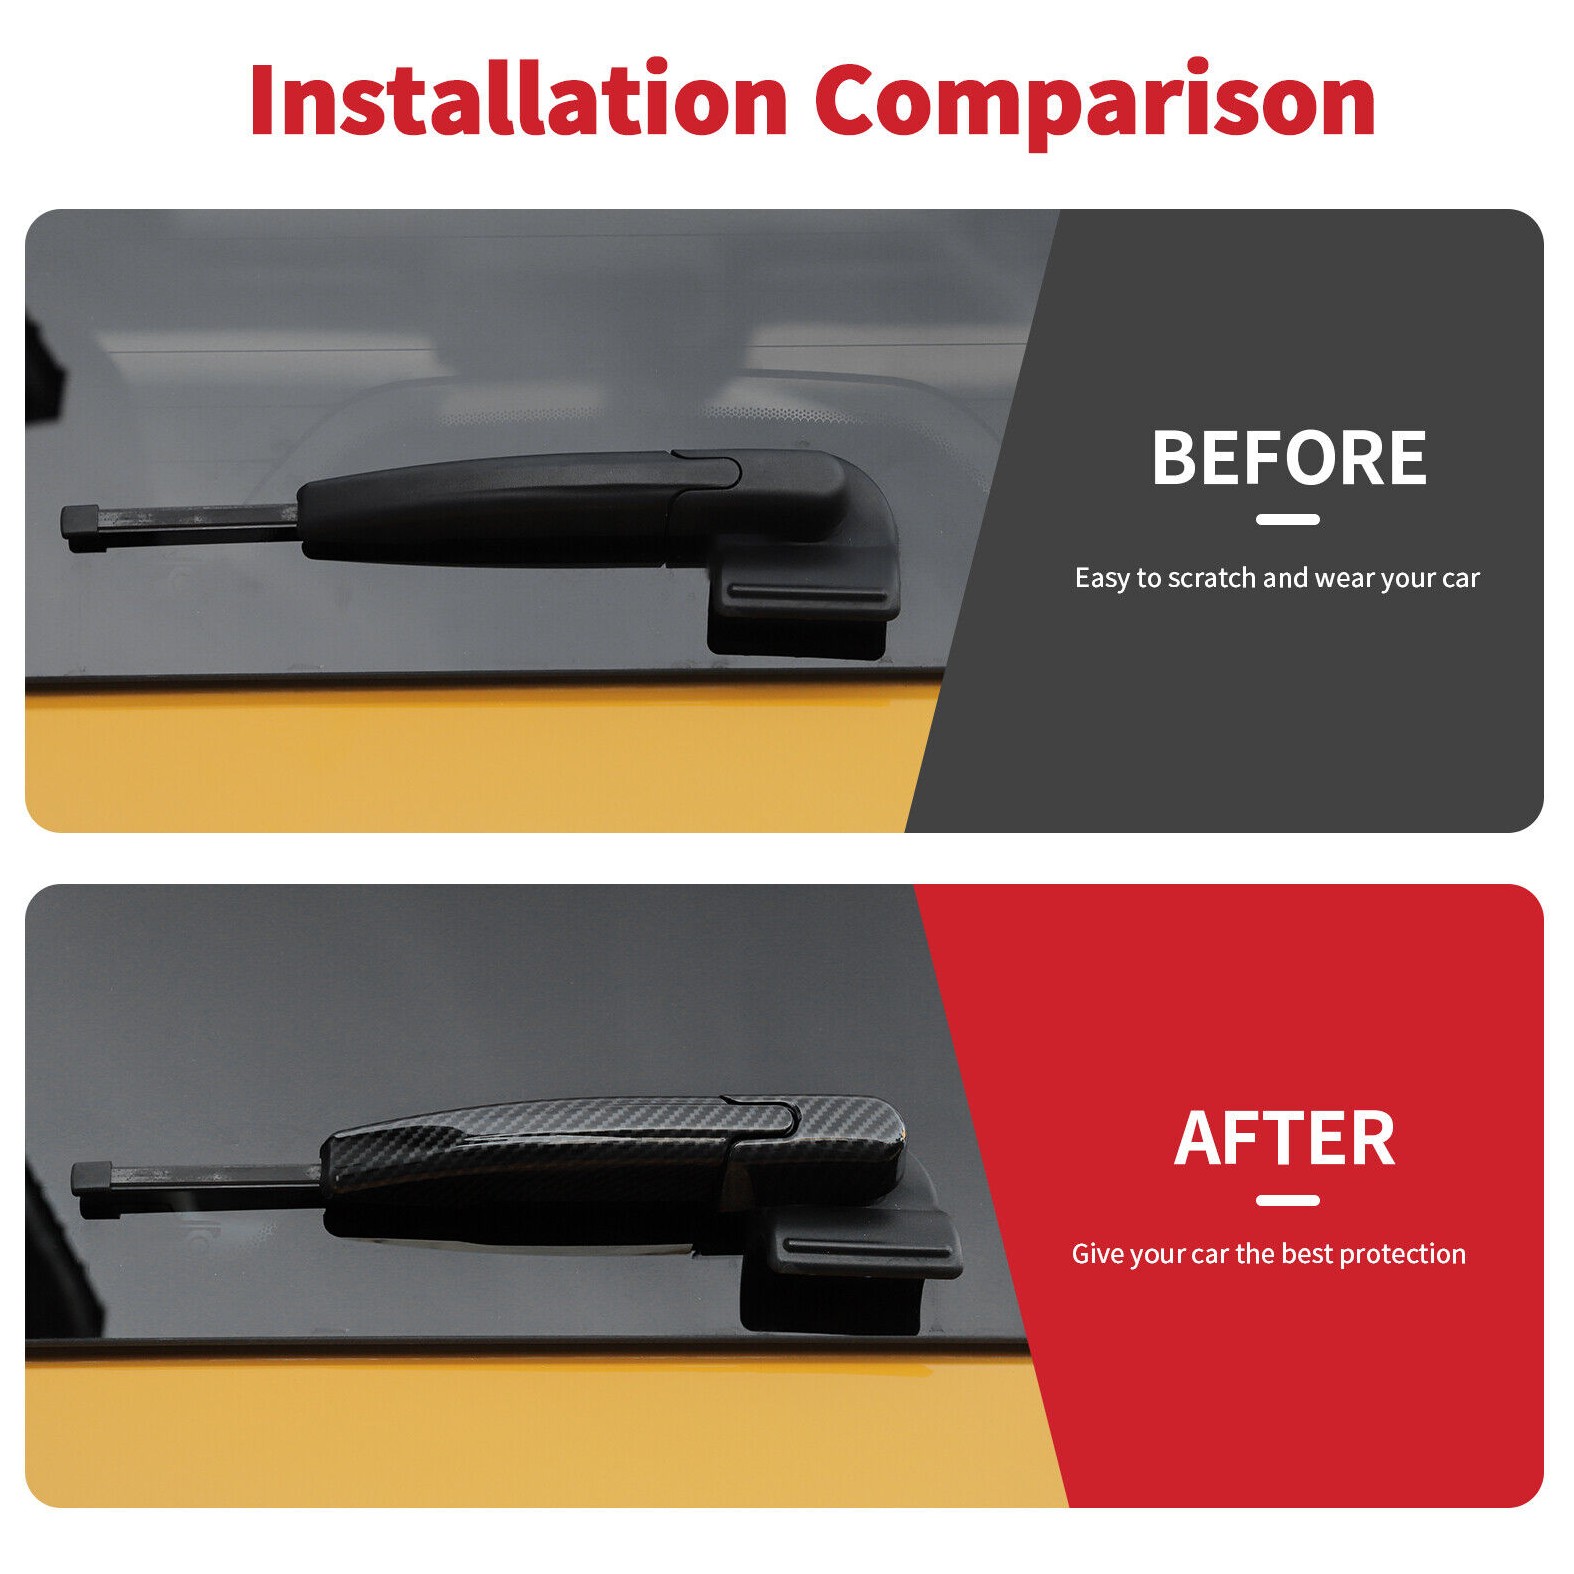 Installation Comparison
BEFORE
Easy to scratch and wear your car
AFTER
Give your car the best protection